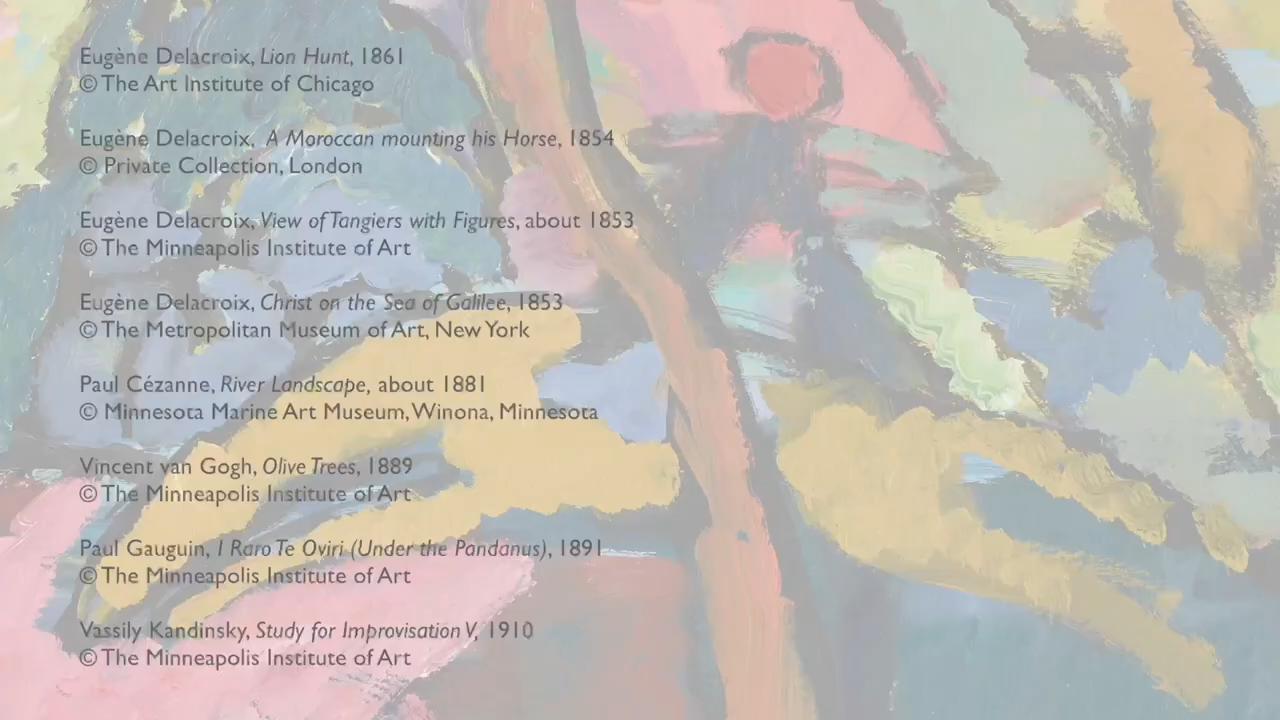 Eugène Delacroix, Lion Hunt, 1861
© The Art Institute of Chicago
Eugène Delacroix, A Moroccan mounting his Horse, 1854
© Private Collection, London
Eugène Delacroix, View of Tangiers with Figures, about 1853
© The Minneapolis Institute of Art
Eugène Delacroix, Christ on the Sea of Galilee, 1853
© The Metropolitan Museum of Art, New York
Paul Cézanne, River Landscape, about 1881
© Minnesota Marine Art Museum, Winona, Minnesota
Vincent van Gogh, Olive Trees, 1889
© The Minneapolis Institute of Art
Paul Gauguin, I Raro Te Oviri (Under the Pandanus), 1891
© The Minneapolis Institute of Art
Vassily Kandinsky, Study for Improvisation V, 1910
© The Minneapolis Institute of Art